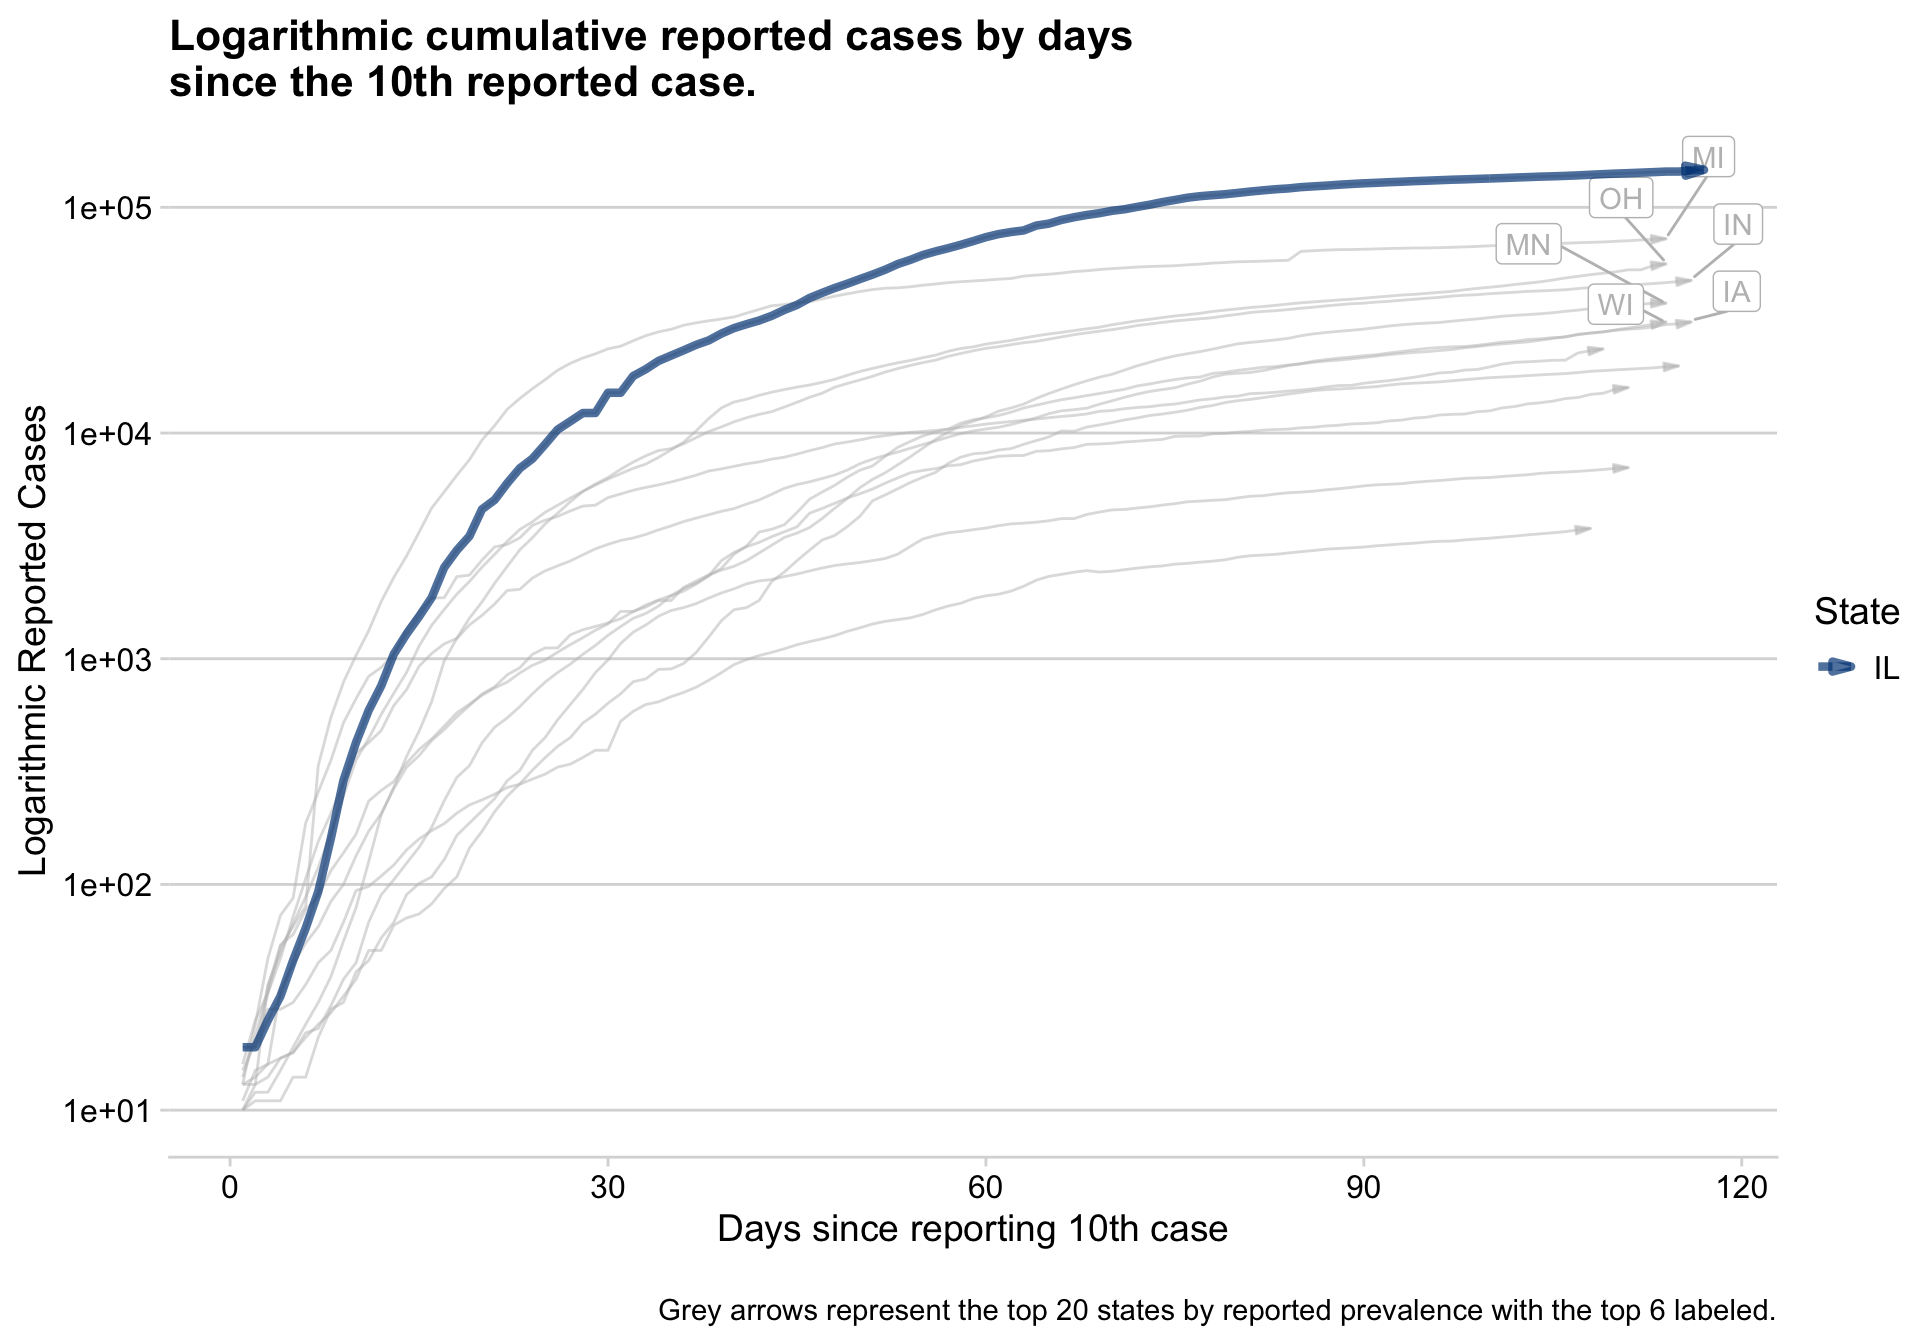 Logarithmic cumulative reported cases by days
since the 10th reported case.
MI
OH
IN
MN
IA
WI
1e+05
1e+04
1e+03
1e+02
1e+01
Logarithmic Reported Cases
State
IL
0 30 60 90 120
Days since reporting 10th case
Grey arrows represent the top 20 states by reported prevalence with the top 6 labeled.